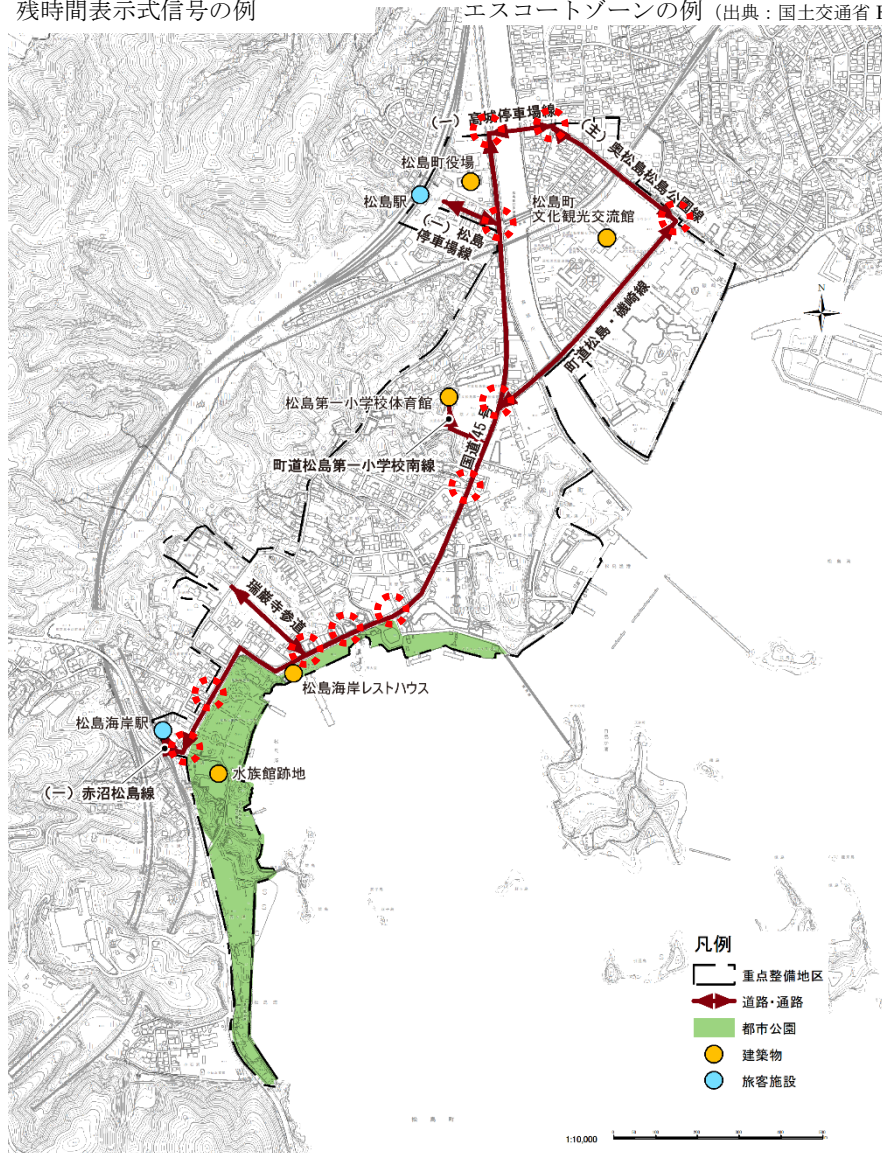 残時間表示式信号の例
エスコートゾーンの例(出典:国土交通省
(一)高城停車場線
(主)奥松島松島公園線
松島町役場
松島駅
松島町
文化観光交流館
(一)松島
停車場線
N
町道松島・磯崎線
松島第一小学校体育館
国道45号
町道松島第一小学校南線
瑞巌寺参道
松島海岸レストハウス
松島海岸駅
水族館跡地
(一)赤沼松島線
凡例
重点整備地区
道路・通路
都市公園
建築物
旅客施設
1:10,000